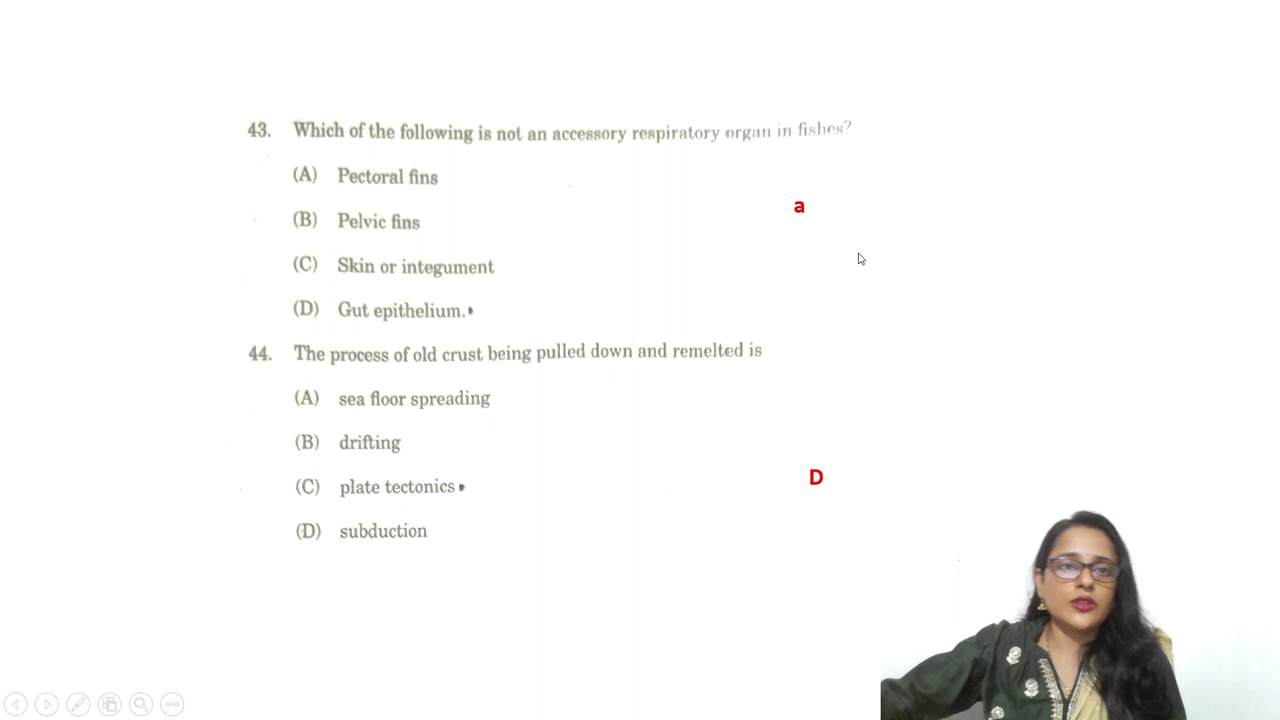 43. Which of the following is not an accessory respiratory organ in fishes?
(A) Pectoral fins
a
(B) Pelvic fins
(C) Skin or integument
(D) Gut epithelium.
44. The process of old crust being pulled down and remelted is
(A) sea floor spreading
(B) drifting
D
(C) plate tectonics
(D) subduction